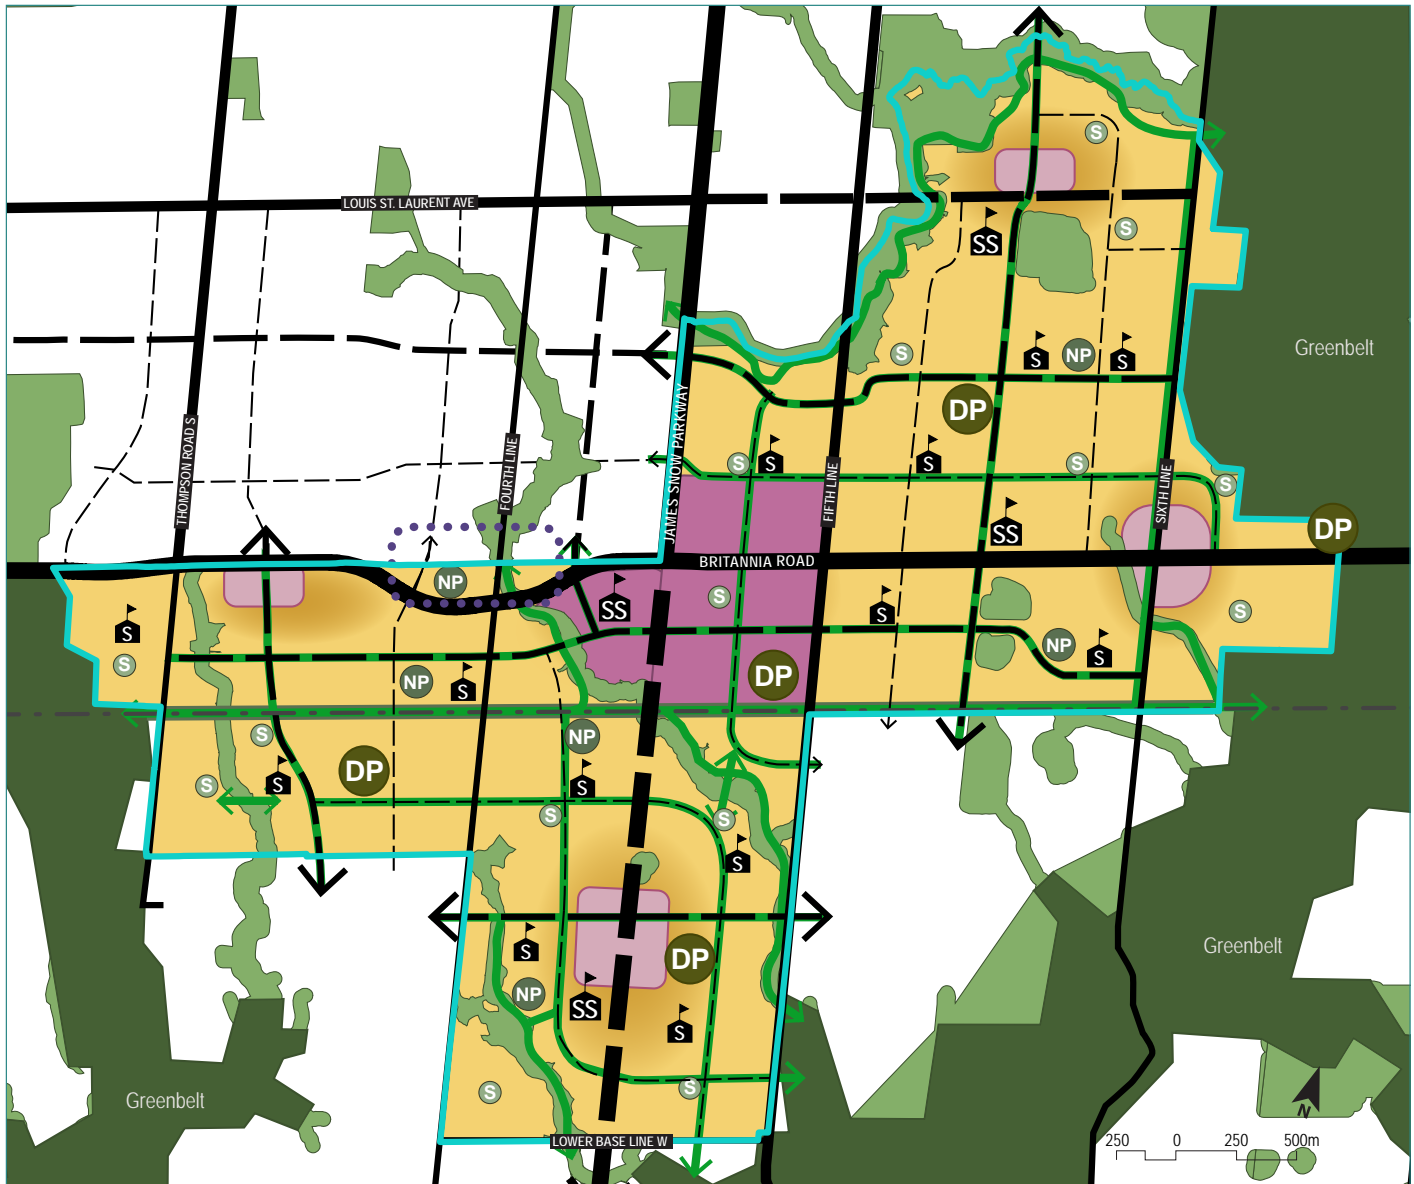 S
LOUIS ST. LAURENT AVE
S
SS
Greenbelt
S
S
NP
S
DP
JAMES SNOW PARKWAY
THOMPSON ROAD S
FOURTH LINE
FIFTH LINE
SIXTH LINE
S
S
S
S
S
SS
DP
BRITANNIA ROAD
NP
SS
S
S
S
S
S
NP
S
NP
S
DP
S
NP
DP
S
S
S
S
S
S
S
Greenbelt
S
DP
NP
SS
S
S
S
Greenbelt
LOWER BASE LINE W
N
250 0 250 500m